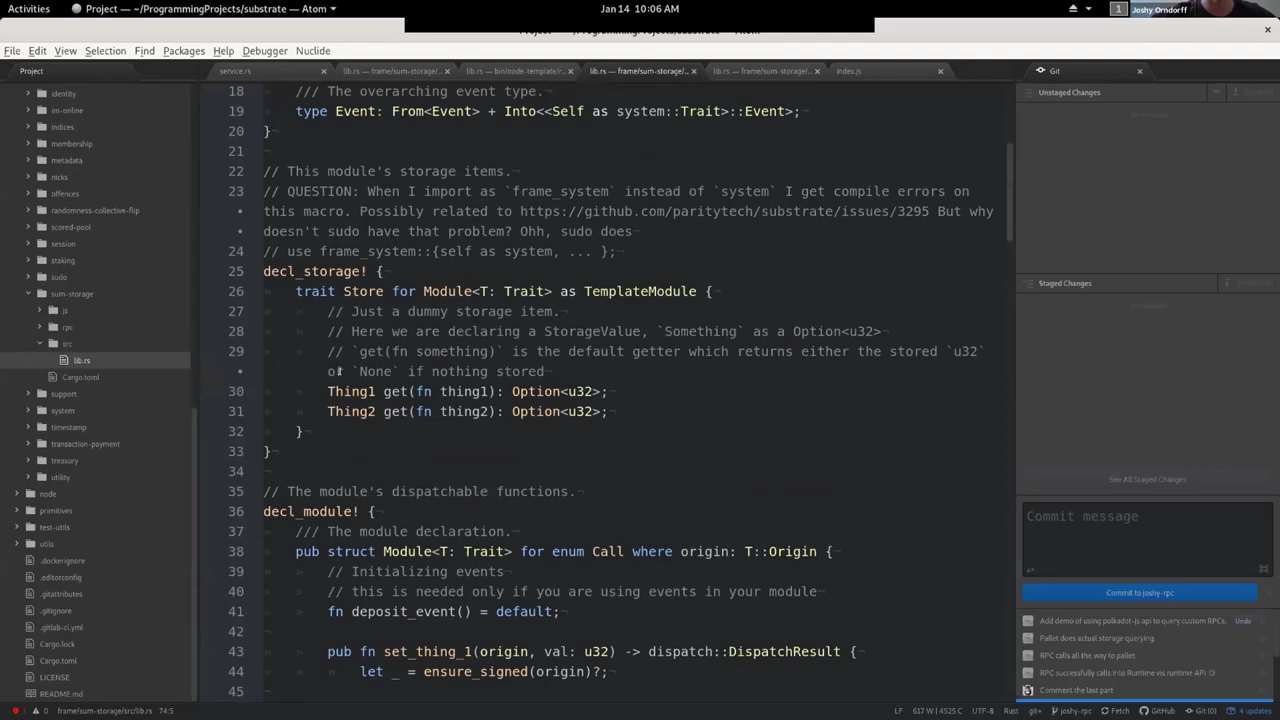 Activities
Project — ~/ProgrammingProjects/substrate — Atom
Jan 14 10:06 AM
1
Joshy Orndorff
Project — ~/ProgrammingProjects/substrate — Atom
File Edit View Selection Find Packages Help Debugger Nuclide
Project
service.rs
lib.rs — frame/sum-storage/...
lib.rs — bin/node-template/r...
lib.rs — frame/sum-storage/...
lib.rs — frame/sum-storage/...
index.js
Git
identity
im-online
indices
membership
metadata
nicks
offences
randomness-collective-flip
scored-pool
session
staking
sudo
sum-storage
js
rpc
src
lib.rs
Cargo.toml
support
system
timestamp
transaction-payment
treasury
utility
node
primitives
test-utils
utils
.dockerignore
.editorconfig
.gitattributes
.gitignore
.gitlab-ci.yml
Cargo.lock
Cargo.toml
LICENSE
README.md
18 /// The overarching event type.
19 type Event: From<Event> + Into<<Self as system::Trait>::Event>;
20 }
21
22 // This module's storage items.
23 // QUESTION: When I import as `frame_system` instead of `system` I get compile errors on
this macro. Possibly related to https://github.com/paritytech/substrate/issues/3295 But why
doesn't sudo have that problem? Ohh, sudo does
24 // use frame_system::{self as system, ... };
25 decl_storage! {
26 trait Store for Module<T: Trait> as TemplateModule {
27 // Just a dummy storage item.
28 // Here we are declaring a StorageValue, `Something` as a Option<u32>
29 // `get(fn something)` is the default getter which returns either the stored `u32`
or `None` if nothing stored
30 Thing1 get(fn thing1): Option<u32>;
31 Thing2 get(fn thing2): Option<u32>;
32 }
33 }
34
35 // The module's dispatchable functions.
36 decl_module! {
37 /// The module declaration.
38 pub struct Module<T: Trait> for enum Call where origin: T::Origin {
39 // Initializing events
40 // this is needed only if you are using events in your module
41 fn deposit_event() = default;
42
43 pub fn set_thing_1(origin, val: u32) -> dispatch::DispatchResult {
44 let _ = ensure_signed(origin)?;
45
Unstaged Changes
Staged Changes
See All Staged Changes
Commit message
Commit to joshy-rpc
Add demo of using polkadot-js api to query custom RPCs. Undo
Pallet does actual storage querying.
RPC calls all the way to pallet.
RPC successfully calls into Runtime vis runtime API :D
Comment the last part
0 frame/sum-storage/src/lib.rs 74:5
LF 617 W | 4525 C UTF-8 Rust git+ joshy-rpc Fetch GitHub Git (0) 4 updates